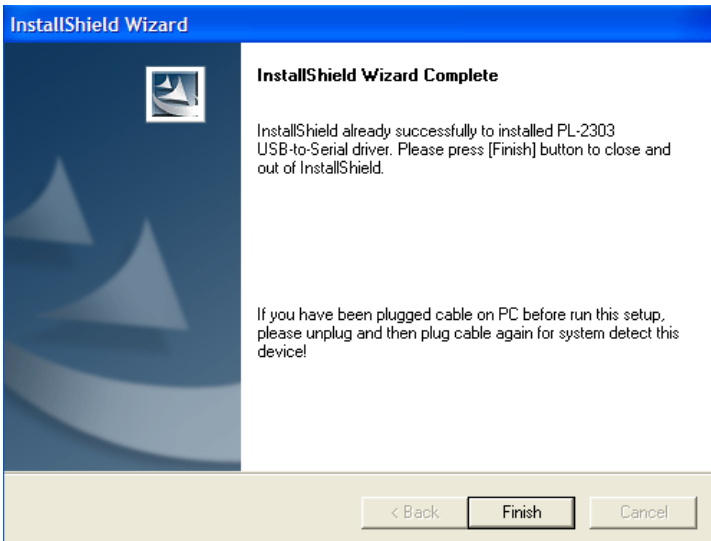 InstallShield Wizard
InstallShield Wizard Complete
InstallShield already successfully to installed PL-2303
USB-to-Serial driver. Please press [Finish] button to close and
out of InstallShield.
If you have been plugged cable on PC before run this setup,
please unplug and then plug cable again for system detect this
device!
< Back
Finish
Cancel